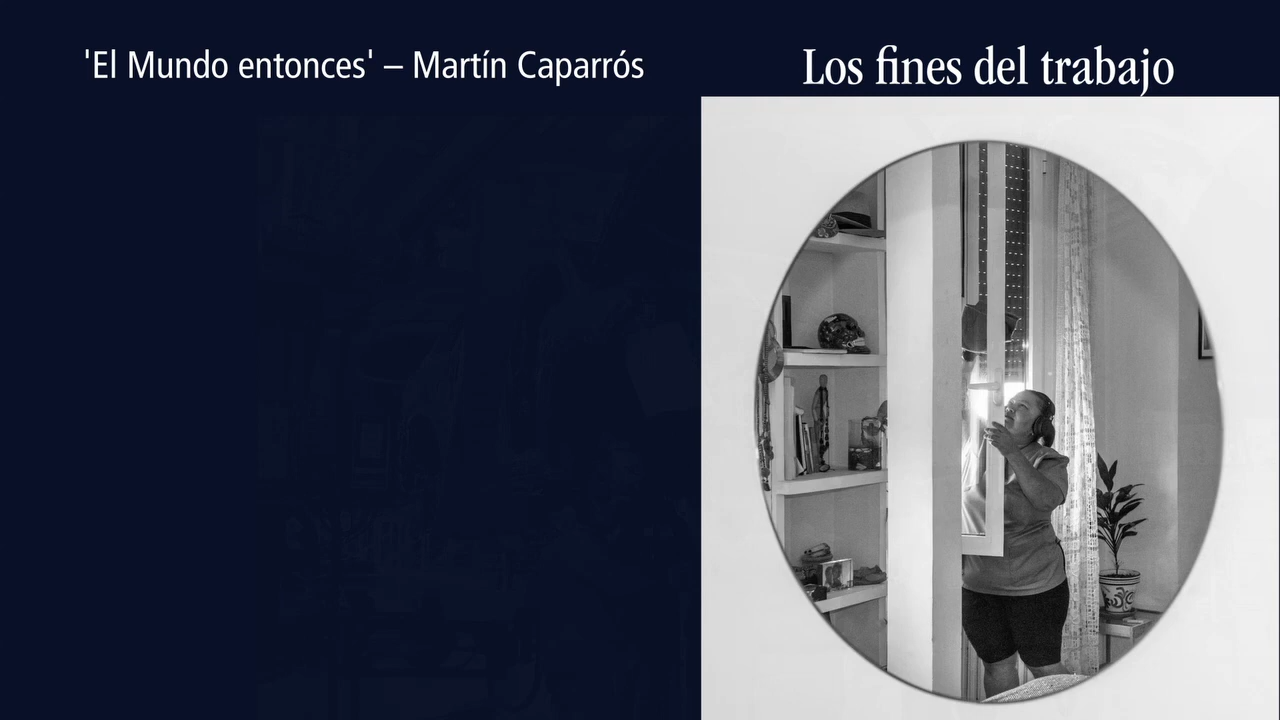 'El Mundo entonces' – Martín Caparrós
Los fines del trabajo